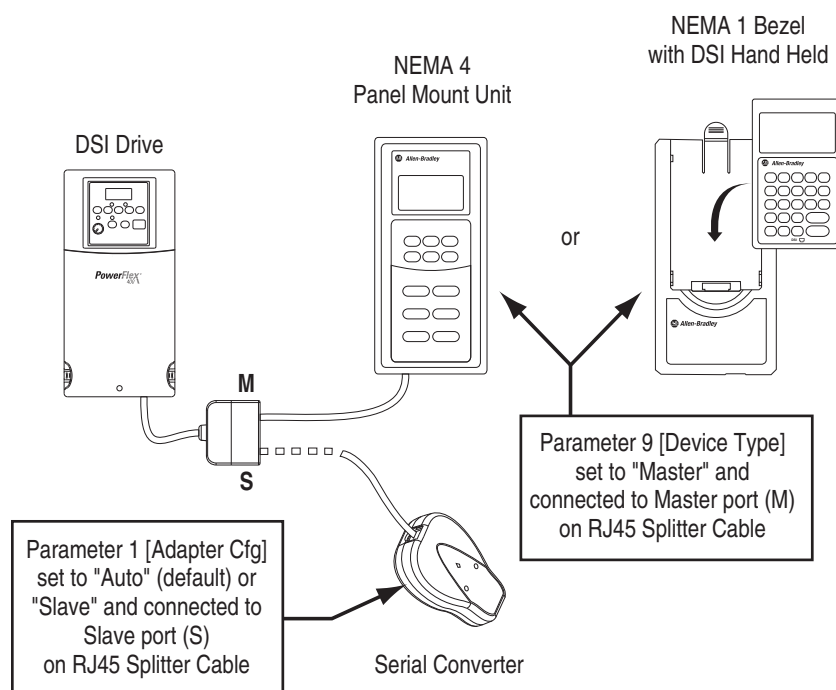 NEMA 1 Bezel
with DSI Hand Held
NEMA 4
Panel Mount Unit
DSI Drive
Allen-Bradley
Allen-Bradley
PowerFlex
or
Allen-Bradley
M
S
Parameter 9 [Device Type]
set to "Master" and
connected to Master port (M)
on RJ45 Splitter Cable
Parameter 1 [Adapter Cfg]
set to "Auto" (default) or
"Slave" and connected to
Slave port (S)
on RJ45 Splitter Cable
Serial Converter